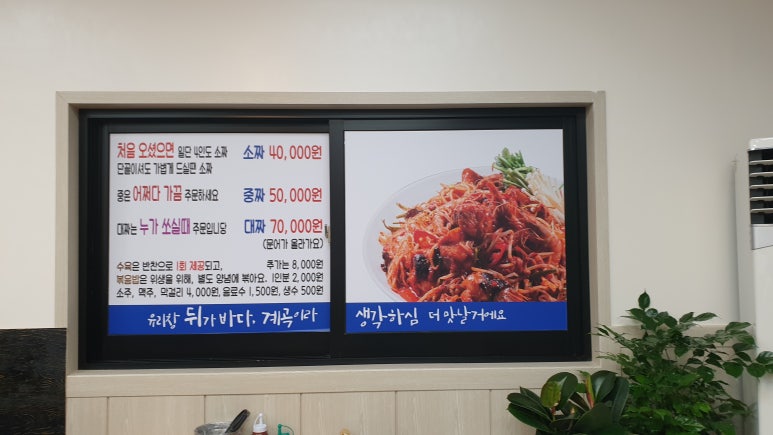 처음 오셨으면 일단 4인도 소짜 소짜 40,000원
단골이셔도 가볍게 드실땐 소짜
중은 어쩌다 가끔 주문하세요 중짜 50,000원
대짜는 누가 쏘실때 주문입니당 대짜 70,000원
(문어가 올라가요)
수육은 반찬으로 1회 제공되고, 추가는 8,000원
볶음밥은 위생을 위해, 별도 양념에 볶아요. 1인분 2,000원
소주, 맥주, 막걸리 4,000원, 음료수 1,500원, 생수 500원
유리창 뒤가 바다, 계곡이라
생각하심 더 맛날거에요